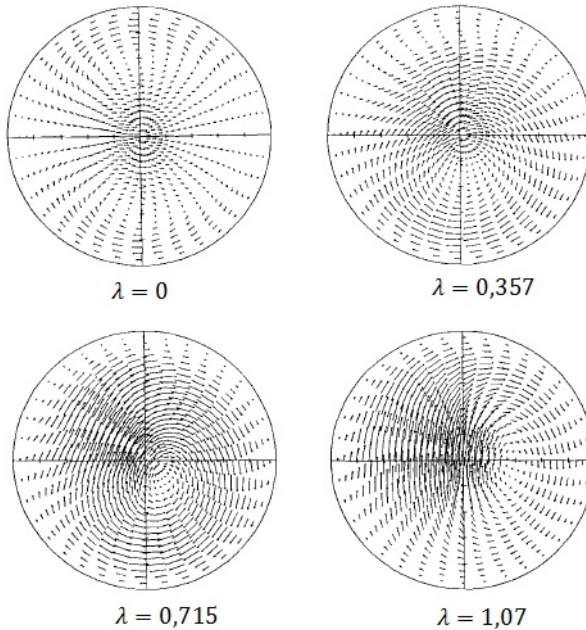 λ = 0
λ = 0,357
λ = 0,715
λ = 1,07